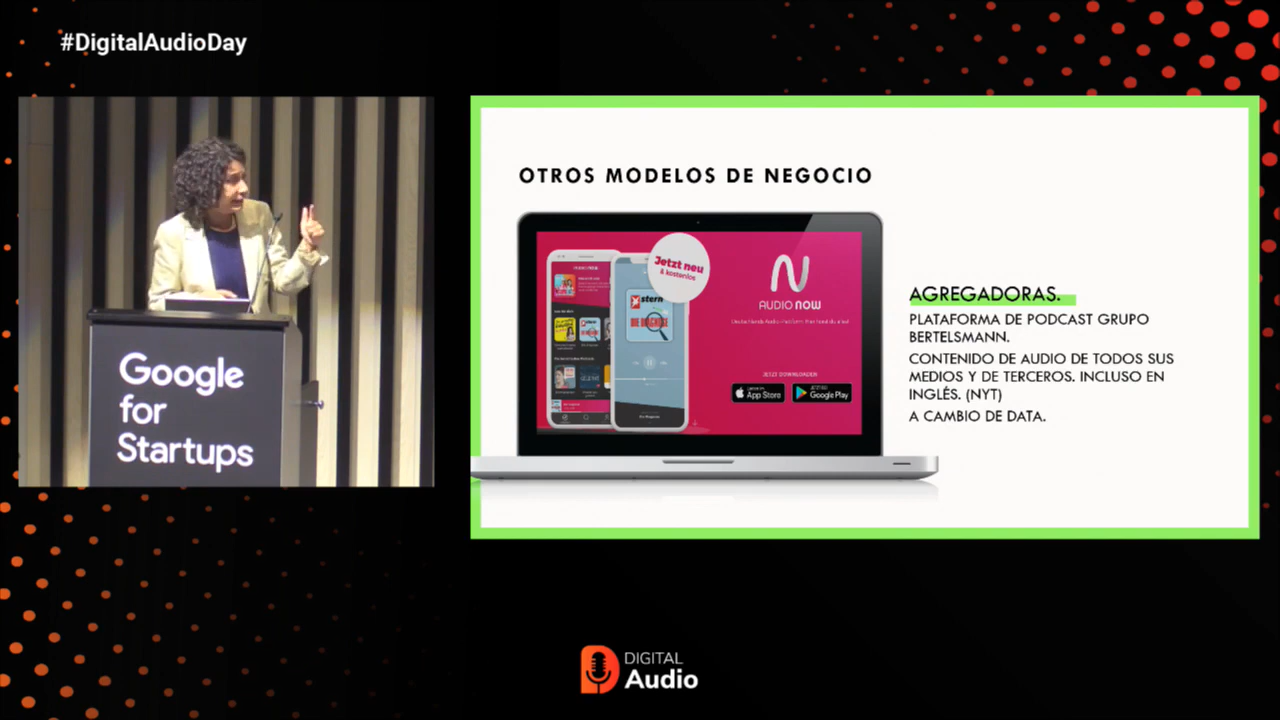 #DigitalAudioDay
Google
for
Startups
OTROS MODELOS DE NEGOCIO
Jetzt neu
& kostenlos
stern
AUDIO NOW
JETZT DOWNLOADEN
App Store
Google Play
AGREGADORAS.
PLATAFORMA DE PODCAST GRUPO
BERTELSMANN.
CONTENIDO DE AUDIO DE TODOS SUS
MEDIOS Y DE TERCEROS. INCLUSO EN
INGLÉS. (NYT)
A CAMBIO DE DATA.
DIGITAL
Audio